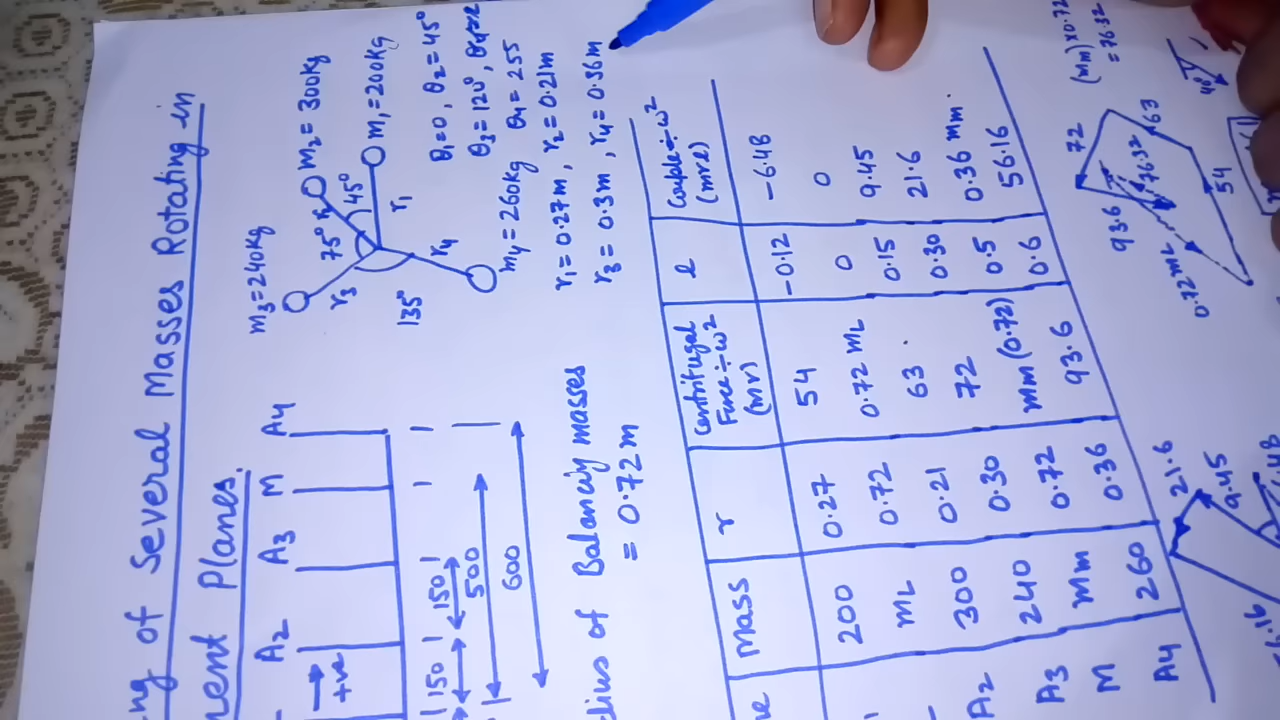 ng of Several Masses Rotating in
nent Planes.
A2 A3 M A4
+ve
150 150
500
600
m3=240kg
m2=300kg
m1=200kg
75° 45°
135°
r3 r1 r4
m4=260kg
θ1=0, θ2=45°
θ3=120°,
θ4=255
r1=0.27m, r2=0.21m
r3=0.3m, r4=0.36m
dius of Balancing masses
= 0.72m
ne Mass r Centrifugal Force÷ω² (mr) l Couple÷ω² (mrl)
200 0.27 54 -0.12 -6.48
mL 0.72 0.72 mL 0 0
A2 300 0.21 63 0.15 9.45
A3 240 0.30 72 0.30 21.6
M mm 0.72 mm(0.72) 0.5 0.36 mm
A4 260 0.36 93.6 0.6 56.16
21.6
9.45
72
63
54
93.6
76.32
0.72 mL
(mm)×0.72
= 76.32